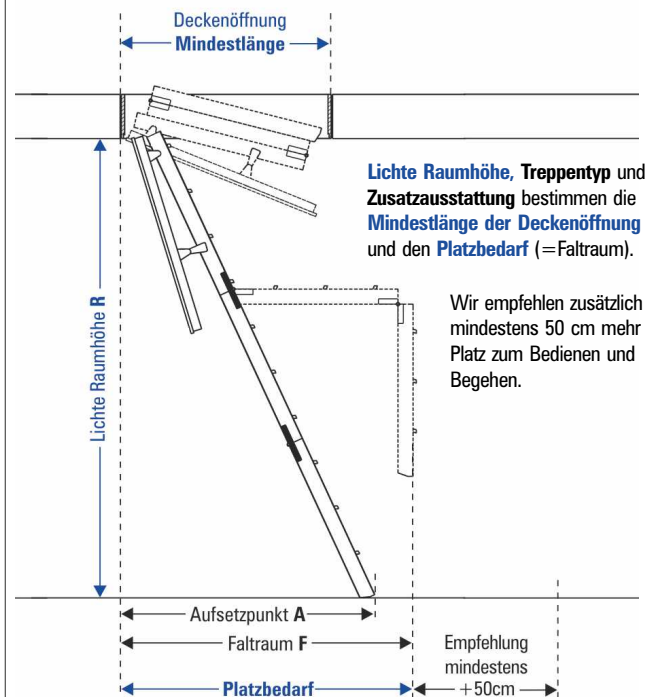 Deckenöffnung
Mindestlänge
Lichte Raumhöhe, Treppentyp und
Zusatzausstattung bestimmen die
Mindestlänge der Deckenöffnung
und den Platzbedarf (=Faltraum).
Wir empfehlen zusätzlich
mindestens 50 cm mehr
Platz zum Bedienen und
Begehen.
Lichte Raumhöhe R
Aufsetzpunkt A
Faltraum F
Platzbedarf
Empfehlung
mindestens
+50cm